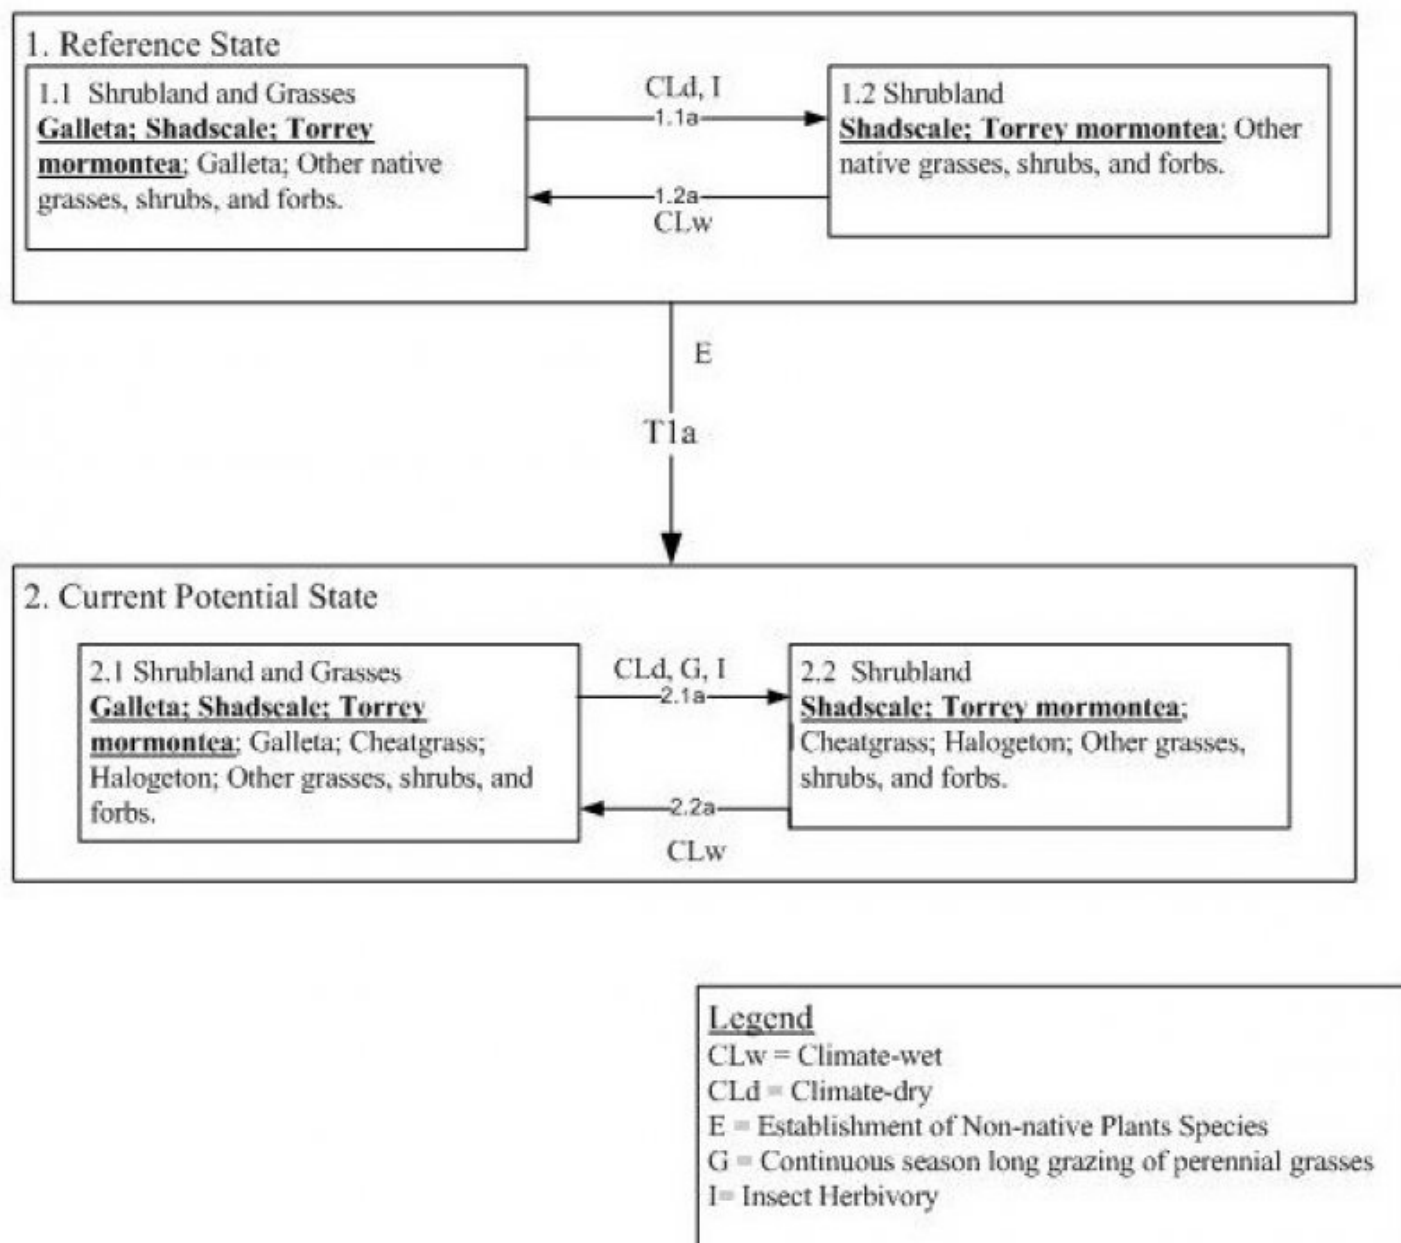 1. Reference State
1.1 Shrubland and Grasses
Galleta; Shadscale; Torrey
mormontea; Galleta; Other native
grasses, shrubs, and forbs.
CLd, I
1.1a
1.2a
CLw
1.2 Shrubland
Shadscale; Torrey mormontea; Other
native grasses, shrubs, and forbs.
E
T1a
2. Current Potential State
2.1 Shrubland and Grasses
Galleta; Shadscale; Torrey
mormontea; Galleta; Cheatgrass;
Halogeton; Other grasses, shrubs, and
forbs.
CLd, G, I
2.1a
2.2a
CLw
2.2 Shrubland
Shadscale; Torrey mormontea;
Cheatgrass; Halogeton; Other grasses,
shrubs, and forbs.
Legend
CLw = Climate-wet
CLd = Climate-dry
E = Establishment of Non-native Plants Species
G = Continuous season long grazing of perennial grasses
I= Insect Herbivory